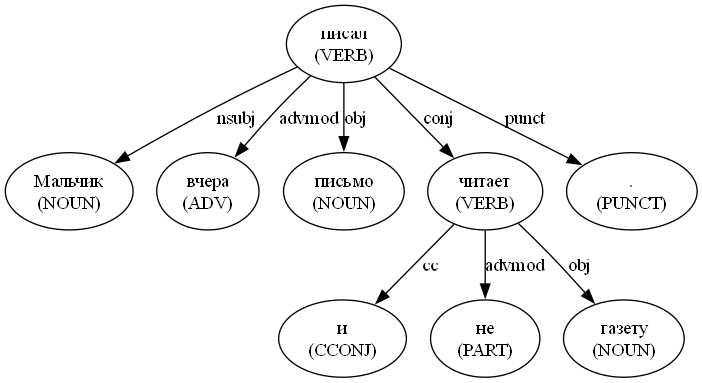 писал
(VERB)
nsubj
advmod
obj
conj
punct
Мальчик
(NOUN)
вчера
(ADV)
письмо
(NOUN)
читает
(VERB)
.
(PUNCT)
cc
advmod
obj
и
(CCONJ)
не
(PART)
газету
(NOUN)